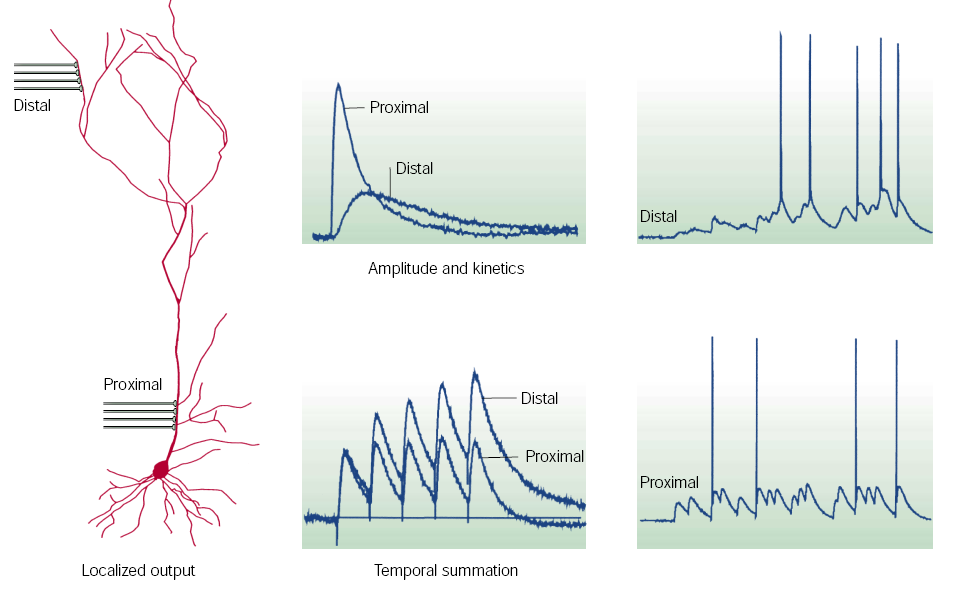 Distal
Proximal
Localized output
Proximal
Distal
Amplitude and kinetics
Distal
Proximal
Temporal summation
Distal
Proximal